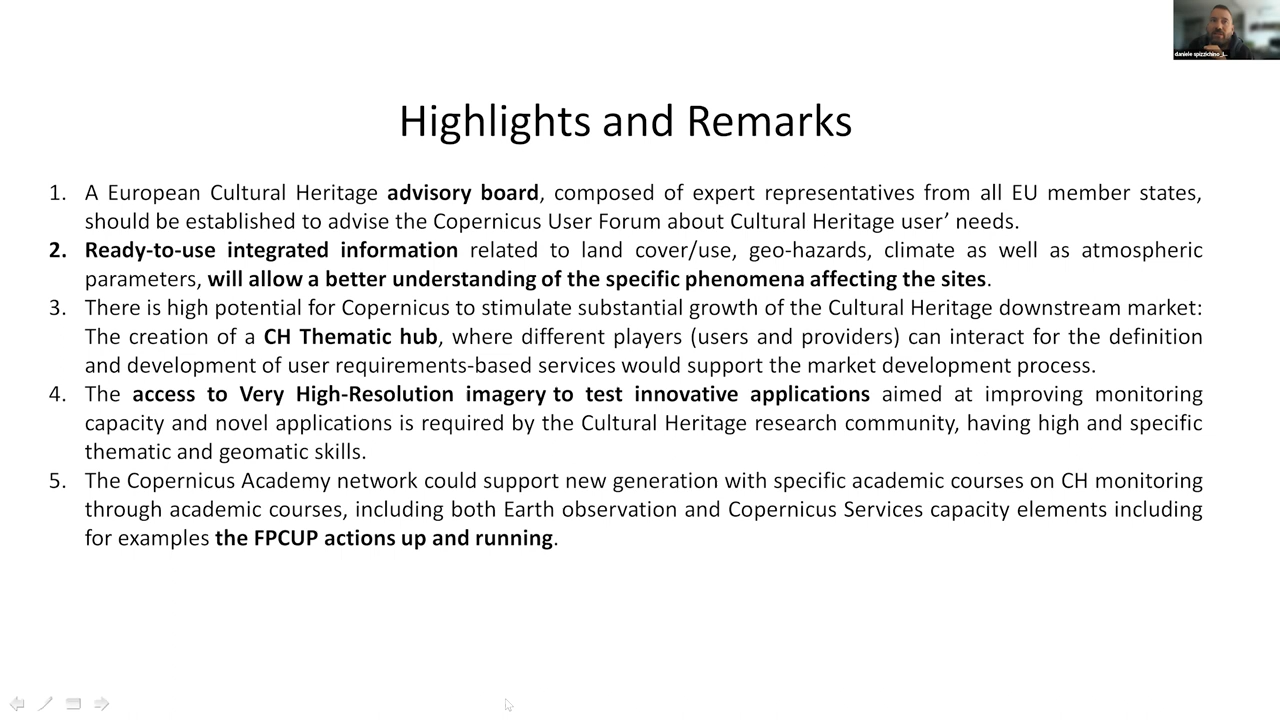 daniele spizzichino_I...
Highlights and Remarks
1. A European Cultural Heritage advisory board, composed of expert representatives from all EU member states,
should be established to advise the Copernicus User Forum about Cultural Heritage user’ needs.
2. Ready-to-use integrated information related to land cover/use, geo-hazards, climate as well as atmospheric
parameters, will allow a better understanding of the specific phenomena affecting the sites.
3. There is high potential for Copernicus to stimulate substantial growth of the Cultural Heritage downstream market:
The creation of a CH Thematic hub, where different players (users and providers) can interact for the definition
and development of user requirements-based services would support the market development process.
4. The access to Very High-Resolution imagery to test innovative applications aimed at improving monitoring
capacity and novel applications is required by the Cultural Heritage research community, having high and specific
thematic and geomatic skills.
5. The Copernicus Academy network could support new generation with specific academic courses on CH monitoring
through academic courses, including both Earth observation and Copernicus Services capacity elements including
for examples the FPCUP actions up and running.